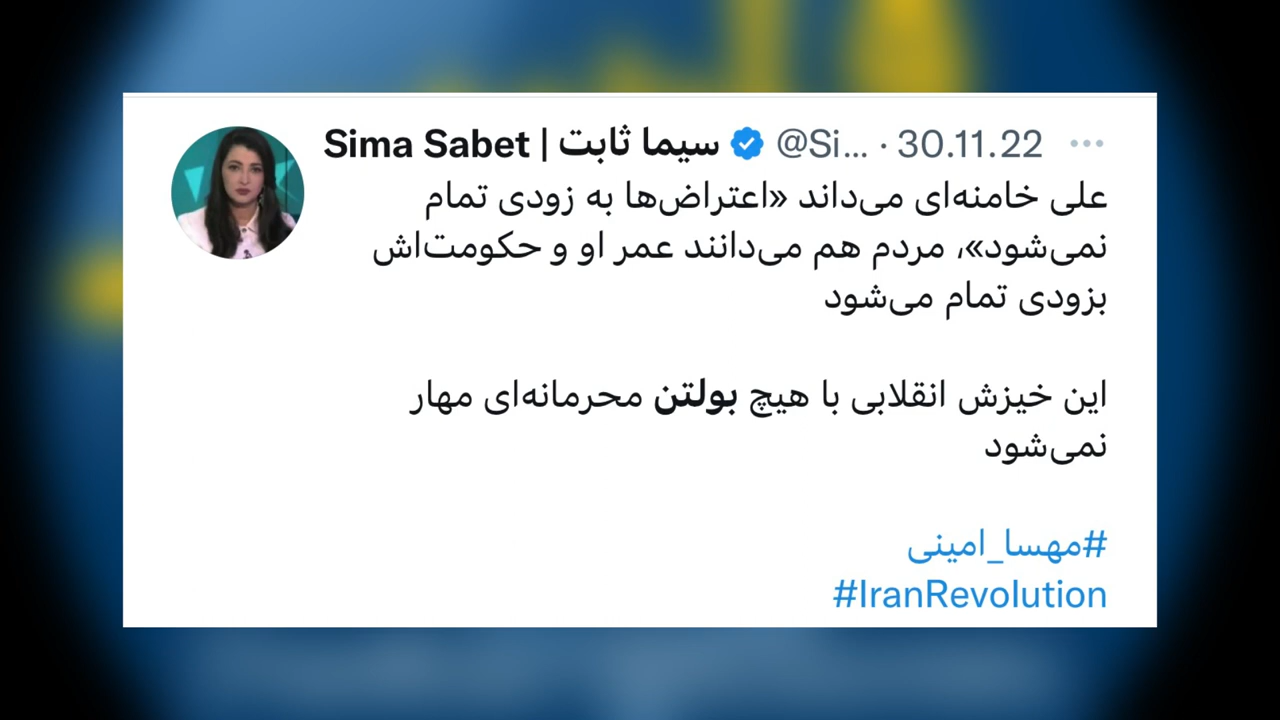 Sima Sabet | سیما ثابت @Si... · 30.11.22
علی خامنه‌ای می‌داند «اعتراض‌ها به زودی تمام
نمی‌شود»، مردم هم می‌دانند عمر او و حکومت‌اش
بزودی تمام می‌شود
این خیزش انقلابی با هیچ بولتن محرمانه‌ای مهار
نمی‌شود
#مهسا_امینی
#IranRevolution